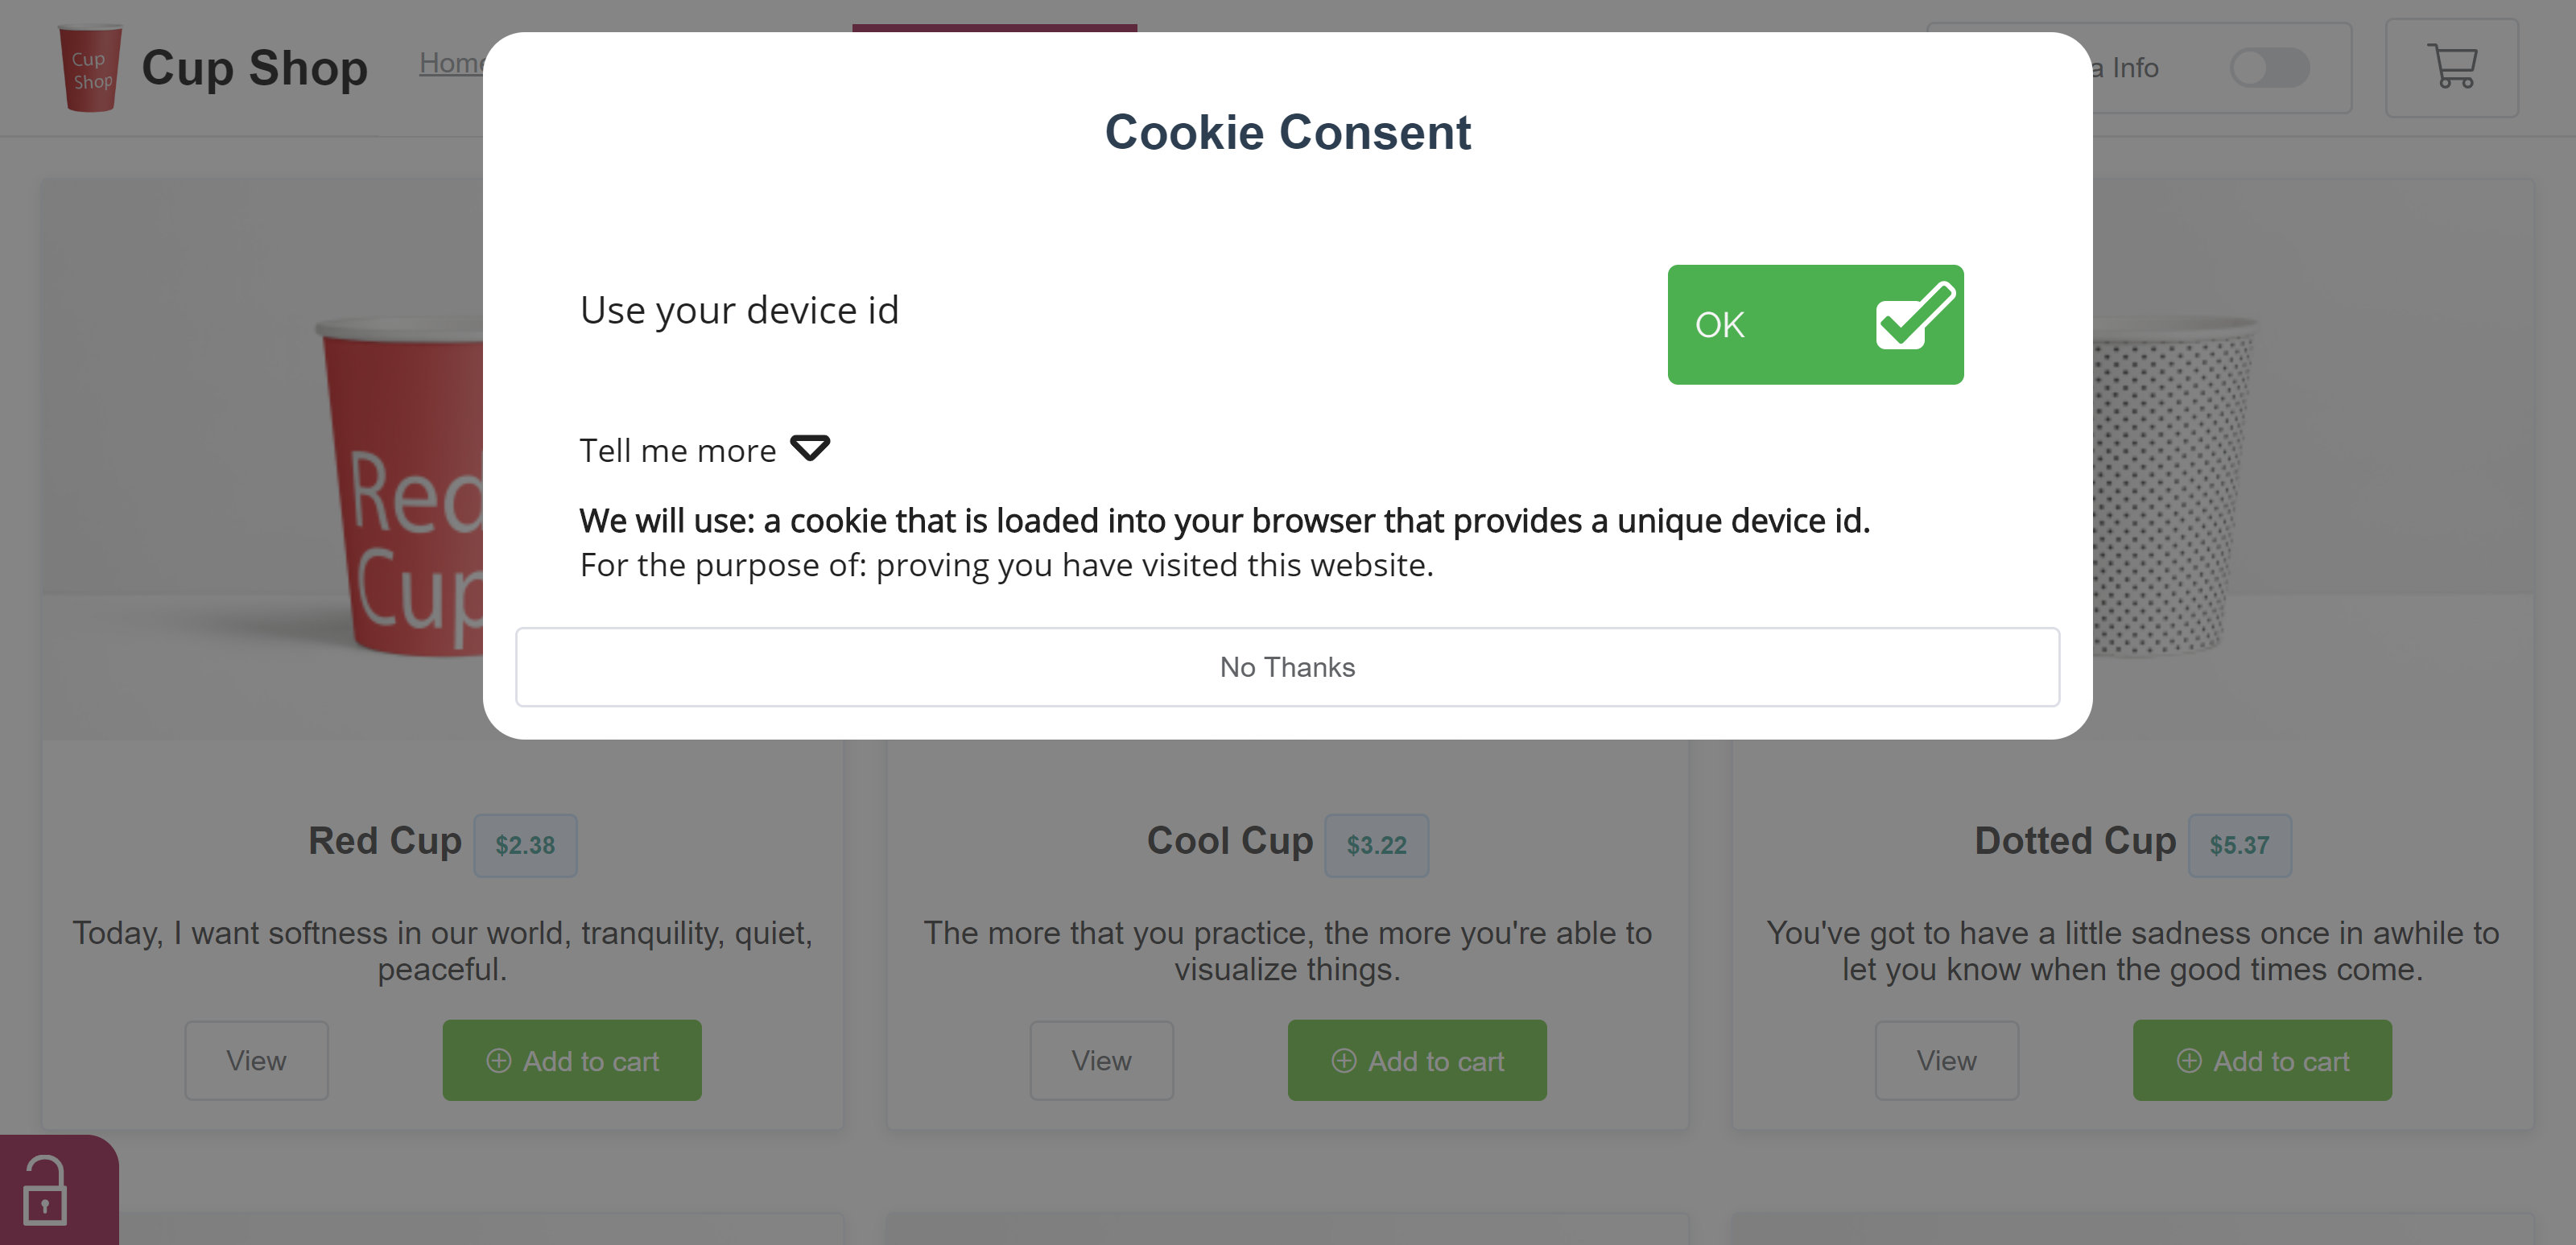 Cup
Shop
Cup Shop
Home
Info
Cookie Consent
Use your device id
OK
Tell me more
We will use: a cookie that is loaded into your browser that provides a unique device id.
For the purpose of: proving you have visited this website.
No Thanks
Red
Cup
Red Cup
$2.38
Today, I want softness in our world, tranquility, quiet,
peaceful.
View
Add to cart
Cool Cup
$3.22
The more that you practice, the more you're able to
visualize things.
View
Add to cart
Dotted Cup
$5.37
You've got to have a little sadness once in awhile to
let you know when the good times come.
View
Add to cart